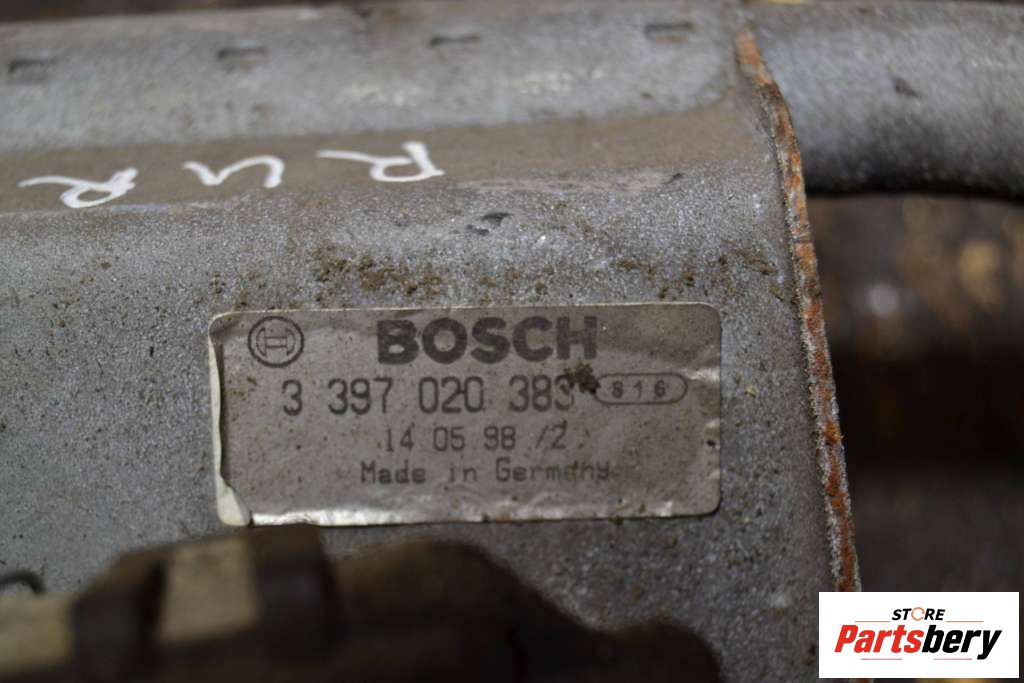 BOSCH
3 397 020 383 816
14 05 98 /2
Made in Germany
STORE
Partsbery